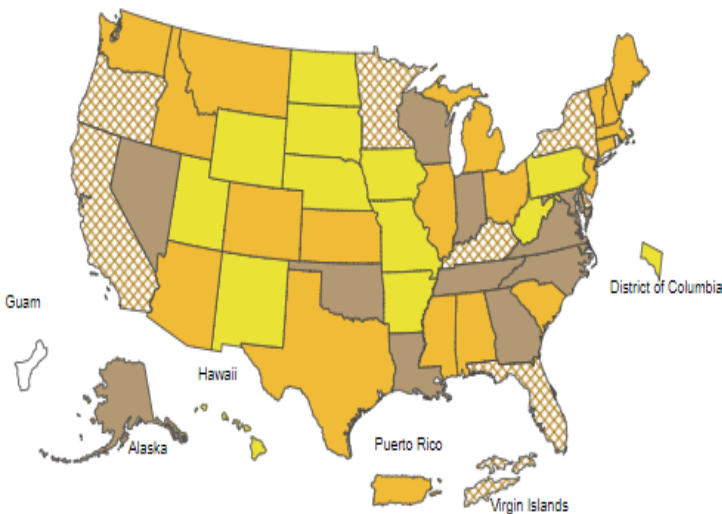 District of Columbia
Guam
Hawaii
Alaska
Puerto Rico
Virgin Islands